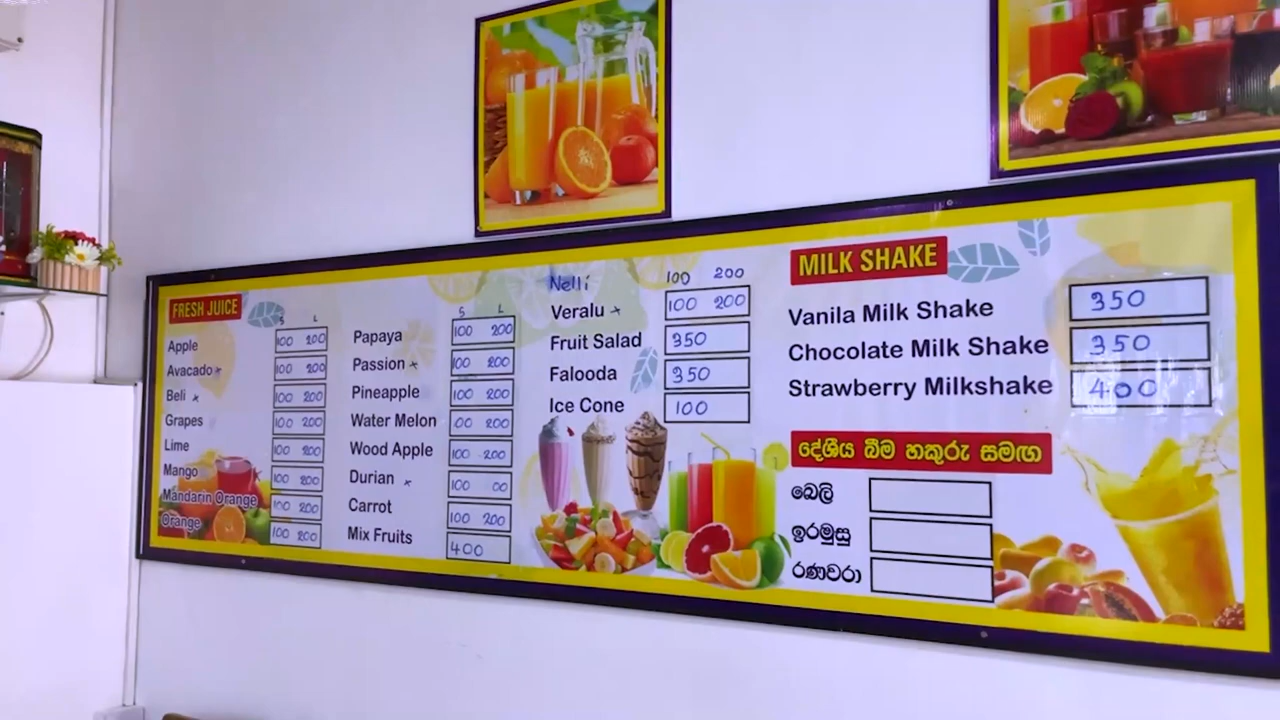 FRESH JUICE
S L
Apple 100 200
Avacado x 100 200
Beli x 100 200
Grapes 100 200
Lime 100 200
Mango 100 200
Mandarin Orange 100 200
Orange 100 200
S L
Papaya 100 200
Passion x 100 200
Pineapple 100 200
Water Melon 00 200
Wood Apple 100 200
Durian x 100 00
Carrot 100 200
Mix Fruits 400
Nelli 100 200
Veralu x 100 200
Fruit Salad 350
Falooda 350
Ice Cone 100
MILK SHAKE
Vanila Milk Shake 350
Chocolate Milk Shake 350
Strawberry Milkshake 400
දේශීය බීම හකුරු සමඟ
බෙලි
ඉරමුසු
රණවරා